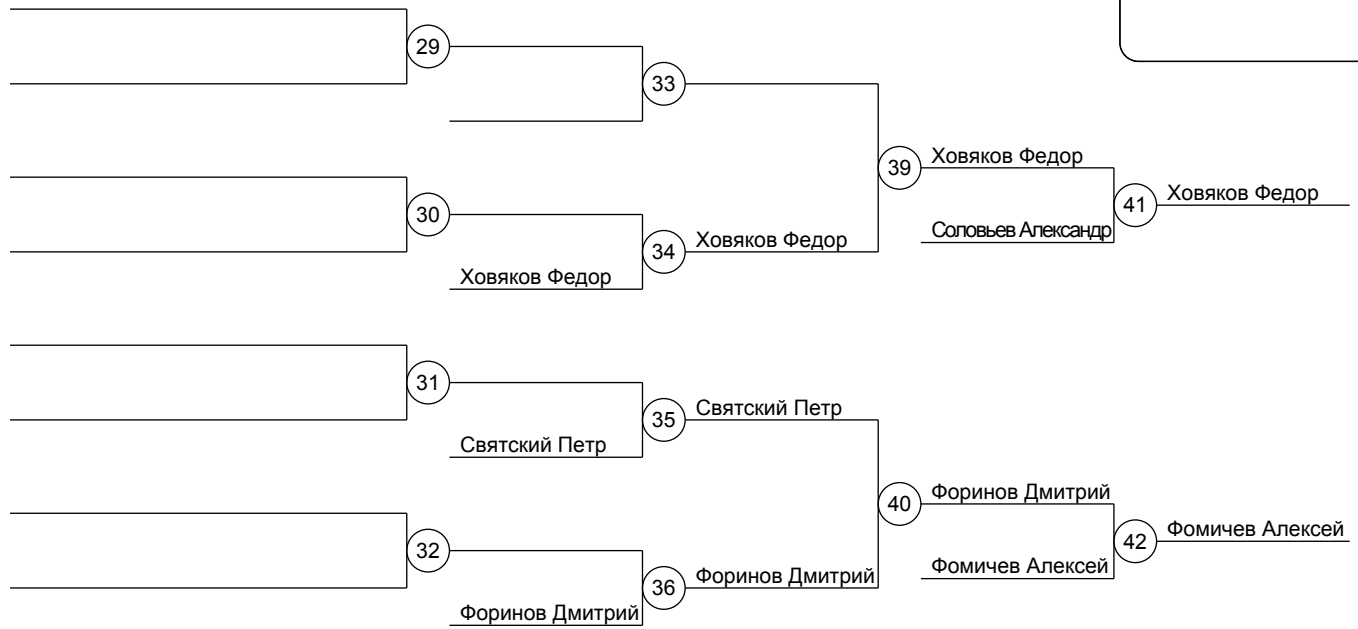 29
33
Ховяков Федор
39
Ховяков Федор
41
30
Соловьев Александр
Ховяков Федор
34
Ховяков Федор
31
Святский Петр
35
Святский Петр
Форинов Дмитрий
40
Фомичев Алексей
42
32
Фомичев Алексей
Форинов Дмитрий
36
Форинов Дмитрий